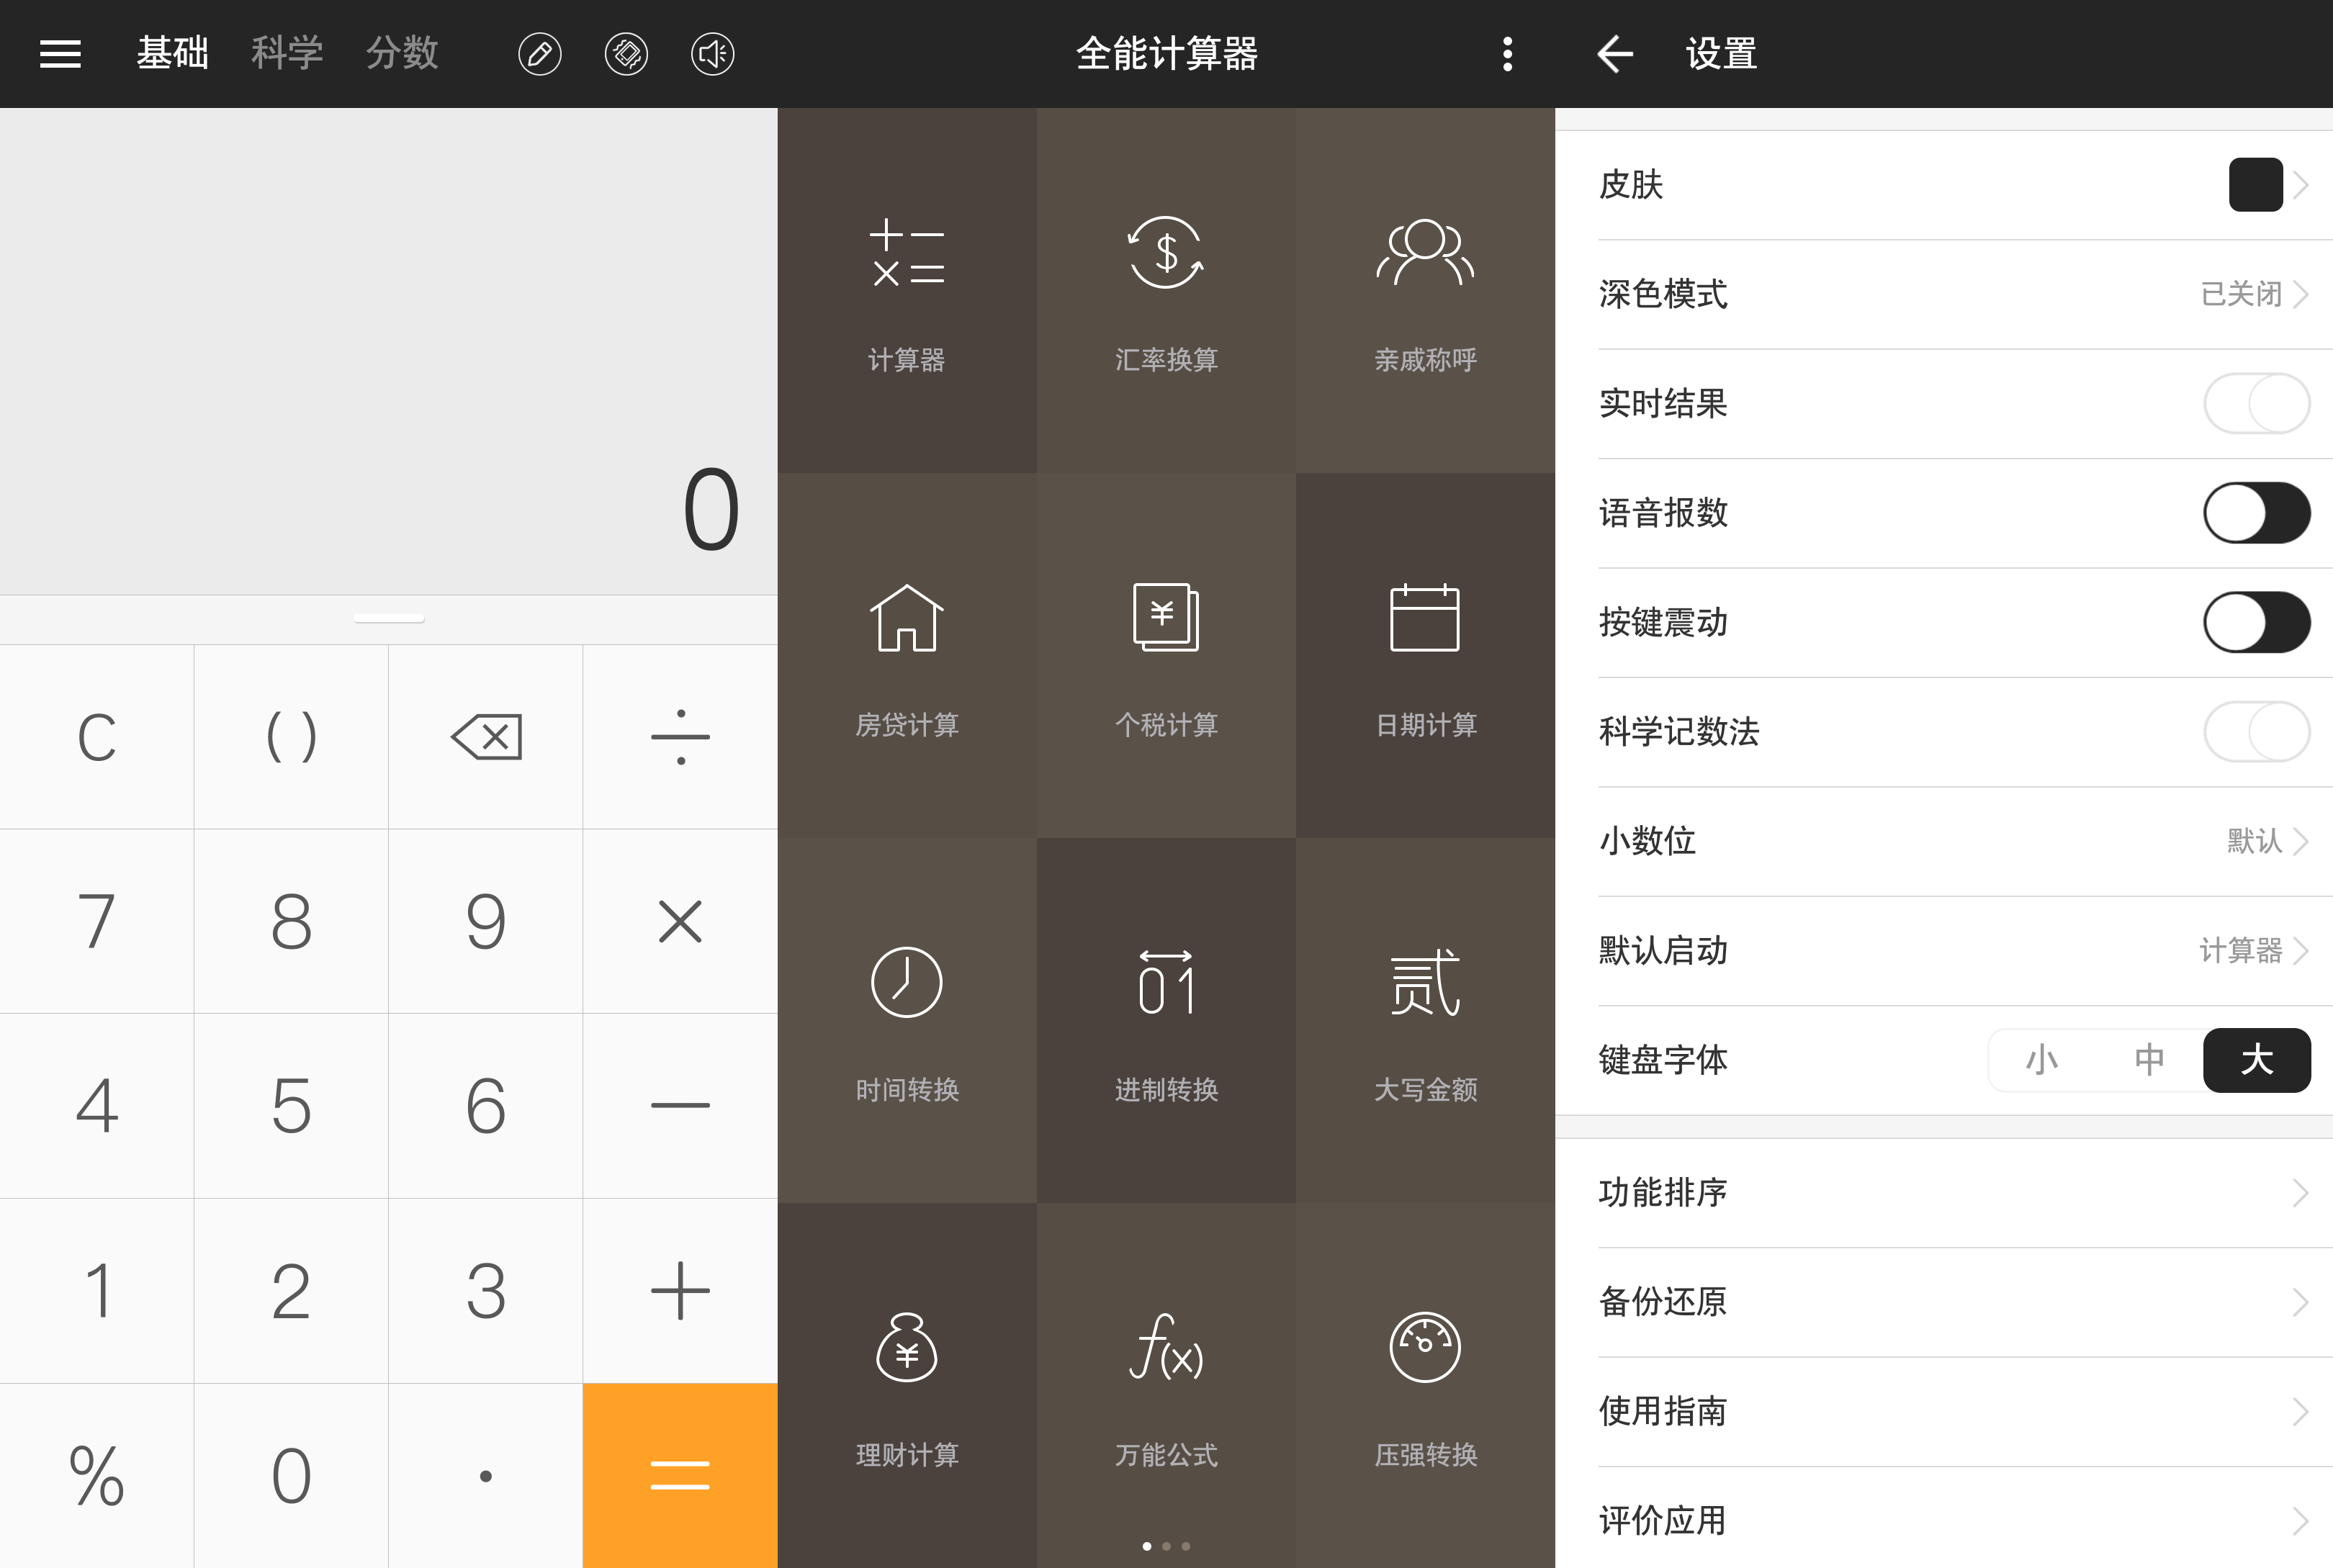 基础 科学 分数
0
C ( )
7 8 9 ×
4 5 6 −
1 2 3 +
% 0 . =
全能计算器
计算器 汇率换算 亲戚称呼
房贷计算 个税计算 日期计算
01 贰
时间转换 进制转换 大写金额
f(x)
理财计算 万能公式 压强转换
设置
皮肤
深色模式 已关闭
实时结果
语音报数
按键震动
科学记数法
小数位 默认
默认启动 计算器
键盘字体 小 中 大
功能排序
备份还原
使用指南
评价应用